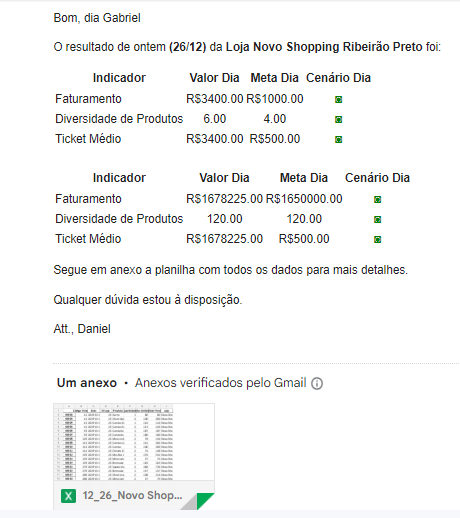 Bom, dia Gabriel
O resultado de ontem (26/12) da Loja Novo Shopping Ribeirão Preto foi:
Indicador Valor Dia Meta Dia Cenário Dia
Faturamento R$3400.00 R$1000.00
Diversidade de Produtos 6.00 4.00
Ticket Médio R$3400.00 R$500.00
Indicador Valor Dia Meta Dia Cenário Dia
Faturamento R$1678225.00 R$1650000.00
Diversidade de Produtos 120.00 120.00
Ticket Médio R$1678225.00 R$500.00
Segue em anexo a planilha com todos os dados para mais detalhes.
Qualquer dúvida estou à disposição.
Att., Daniel
Um anexo • Anexos verificados pelo Gmail
X 12_26_Novo Shop...